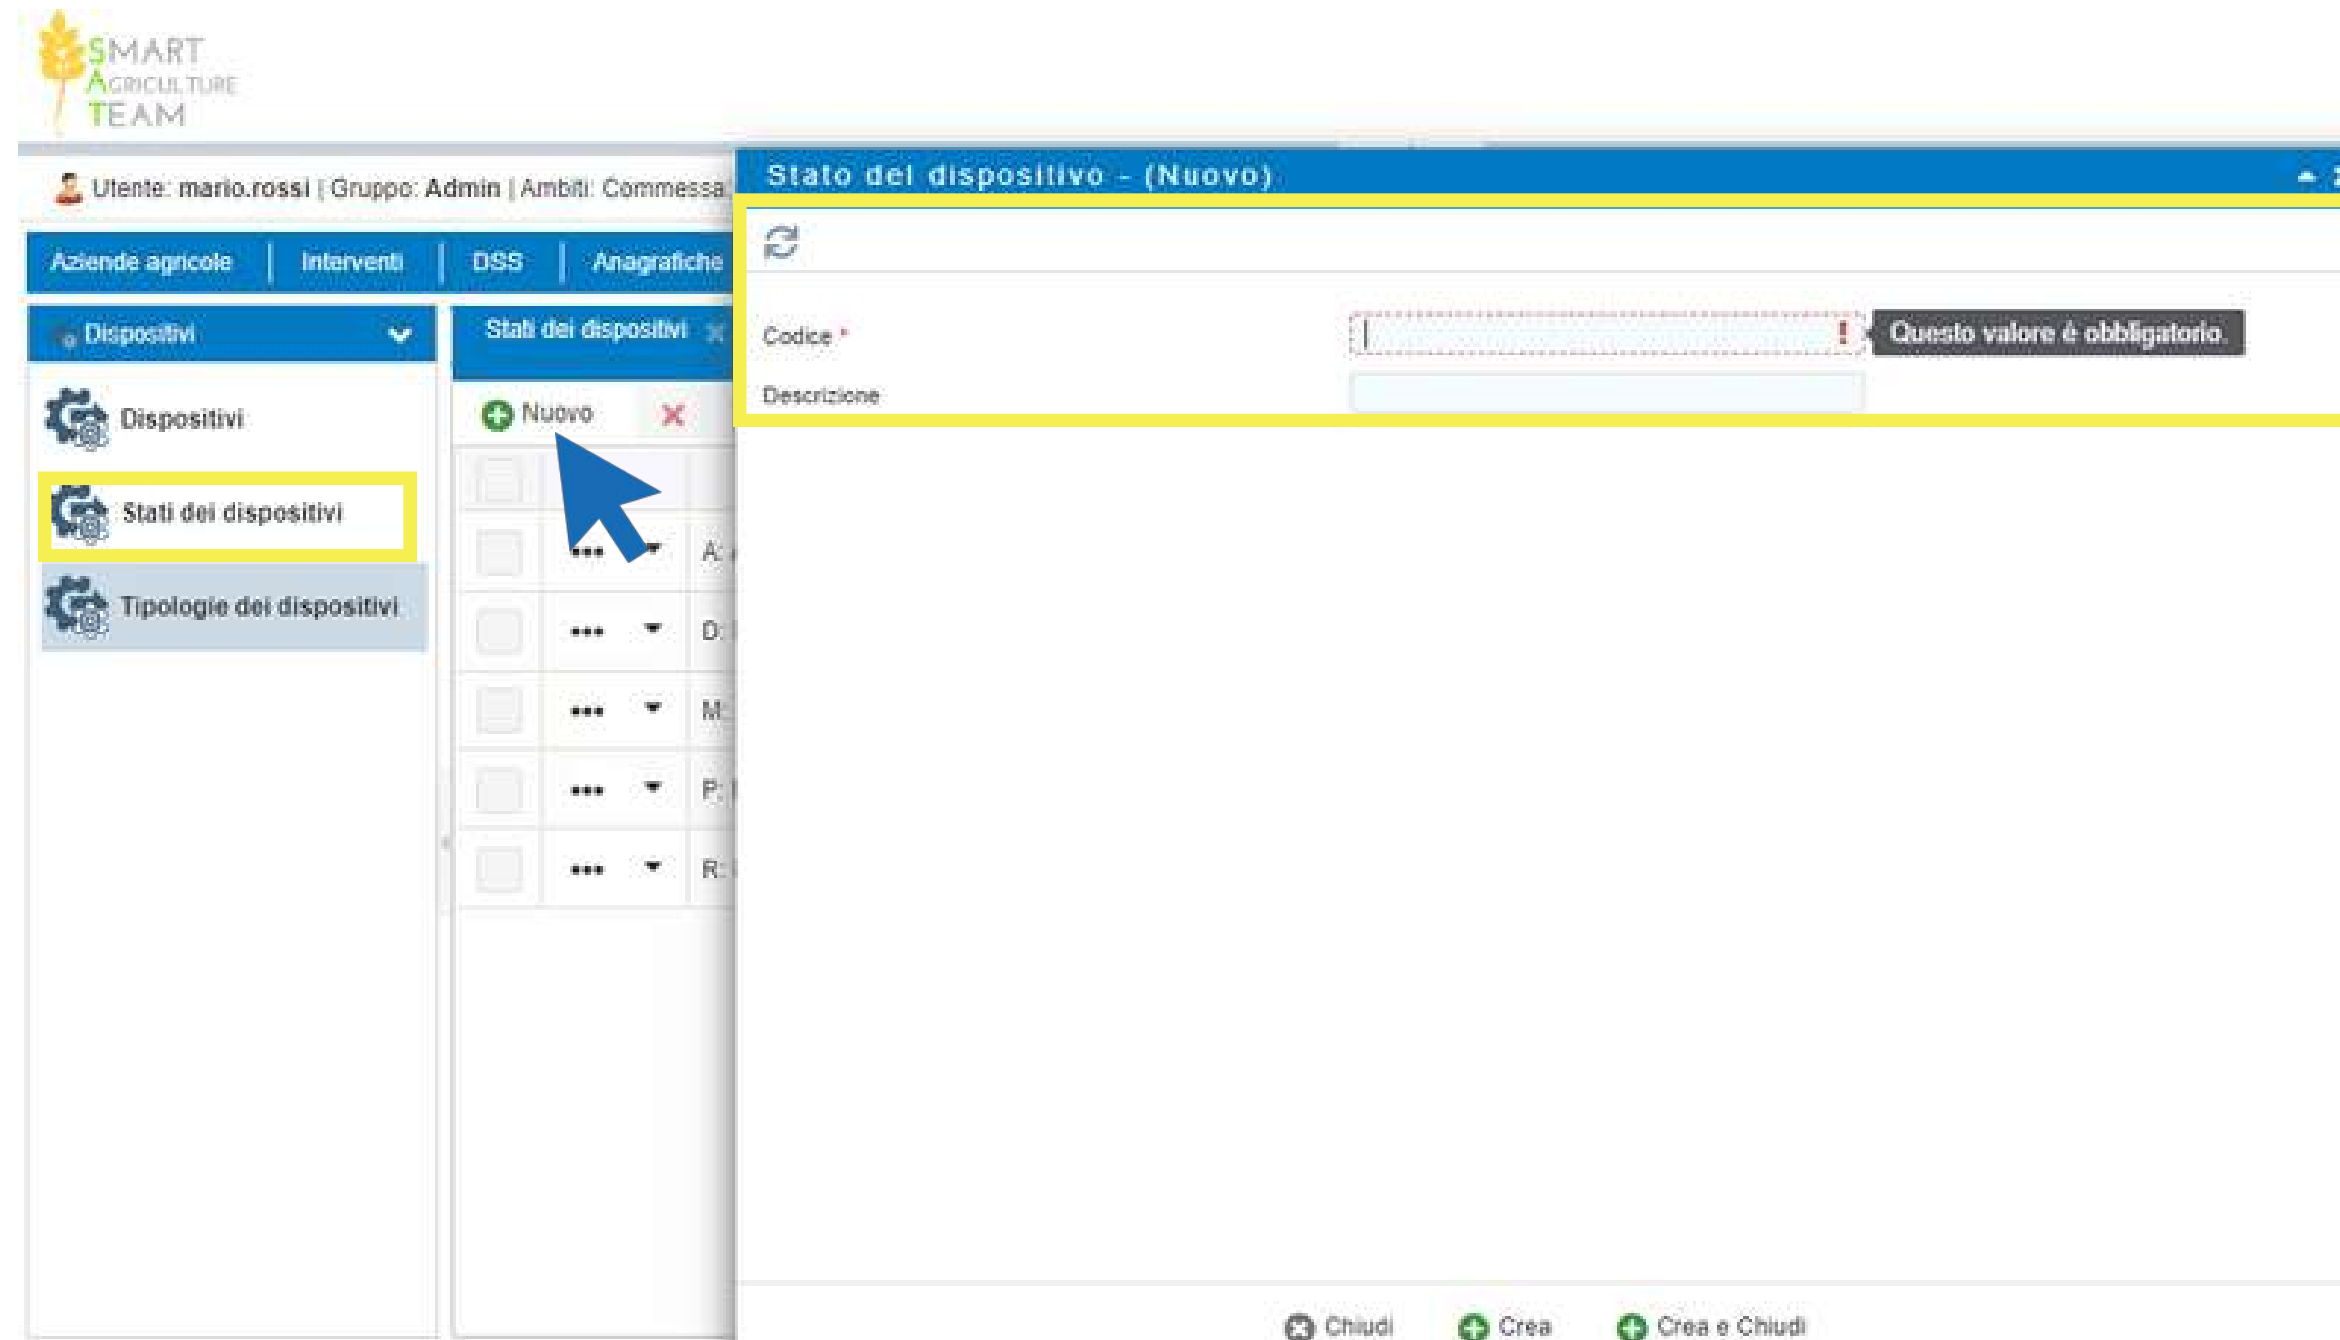 SMART
AGRICULTURE
TEAM
Utente: mario.rossi | Gruppo: Admin | Ambiti: Commessa
Stato del dispositivo - (Nuovo)
Aziende agricole | Interventi | DSS | Anagrafiche
Dispositivi
Stati dei dispositivi
Codice *
Questo valore è obbligatorio.
Descrizione
Dispositivi
Nuovo
Stati dei dispositivi
A:
Tipologie dei dispositivi
D:
M:
P:
R:
Chiudi
Crea
Crea e Chiudi